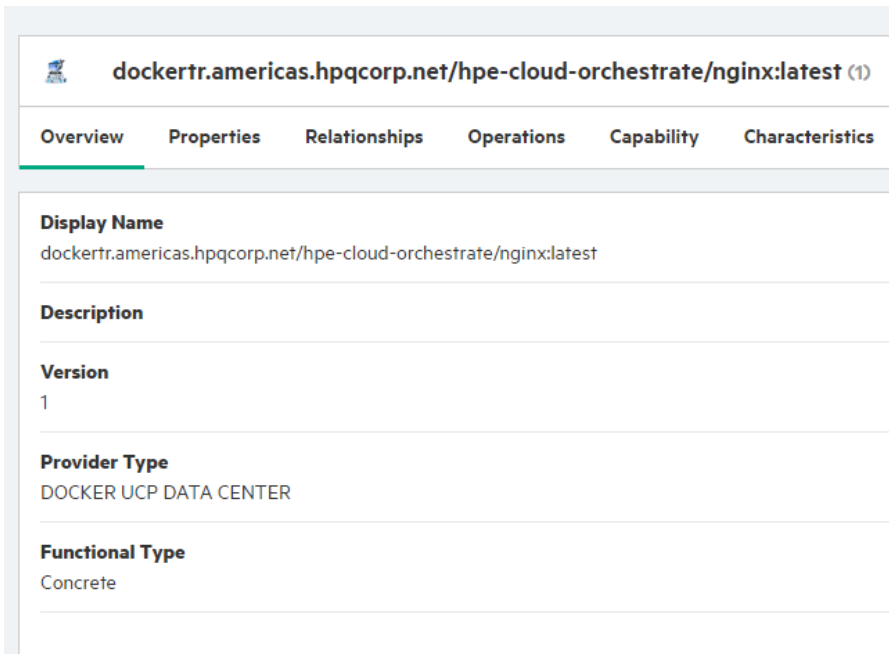 dockertr.americas.hpqcorp.net/hpe-cloud-orchestrate/nginx:latest (1)
Overview Properties Relationships Operations Capability Characteristics
Display Name
dockertr.americas.hpqcorp.net/hpe-cloud-orchestrate/nginx:latest
Description
Version
1
Provider Type
DOCKER UCP DATA CENTER
Functional Type
Concrete